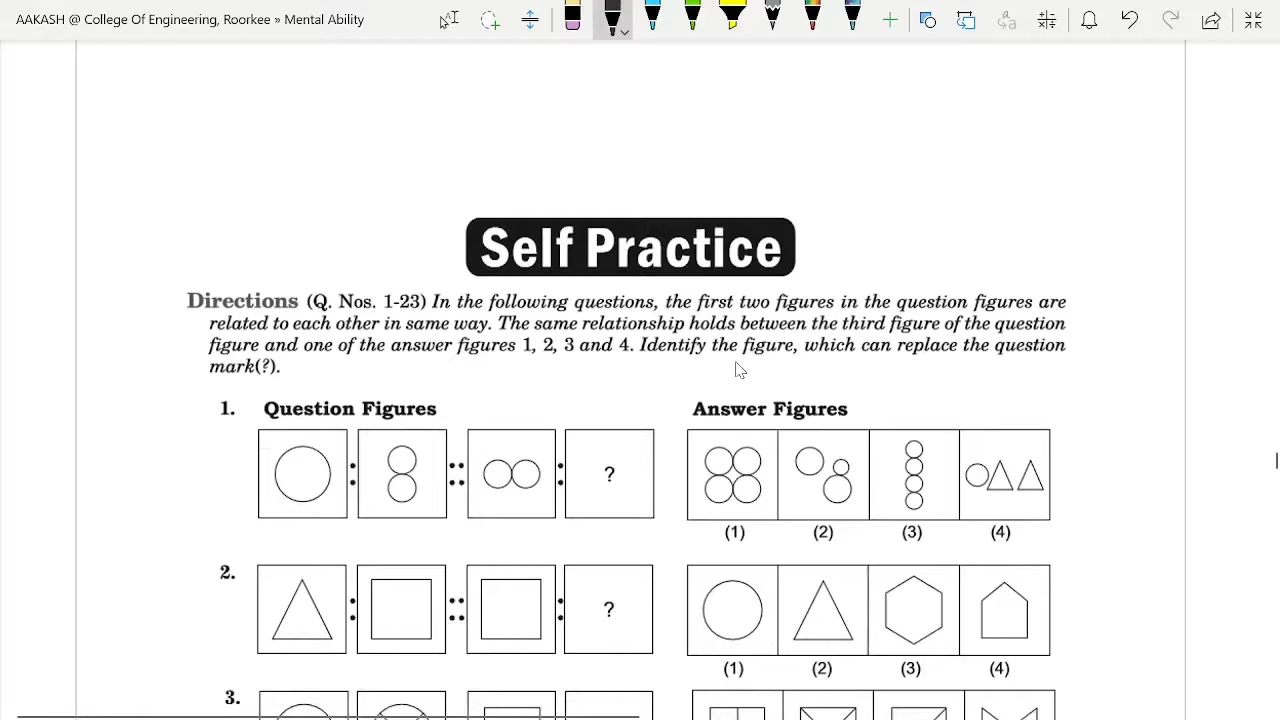 AAKASH @ College Of Engineering, Roorkee » Mental Ability
Self Practice
Directions (Q. Nos. 1-23) In the following questions, the first two figures in the question figures are
related to each other in same way. The same relationship holds between the third figure of the question
figure and one of the answer figures 1, 2, 3 and 4. Identify the figure, which can replace the question
mark(?).
1. Question Figures Answer Figures
: :: : ?
(1) (2) (3) (4)
2.
: :: : ?
(1) (2) (3) (4)
3.